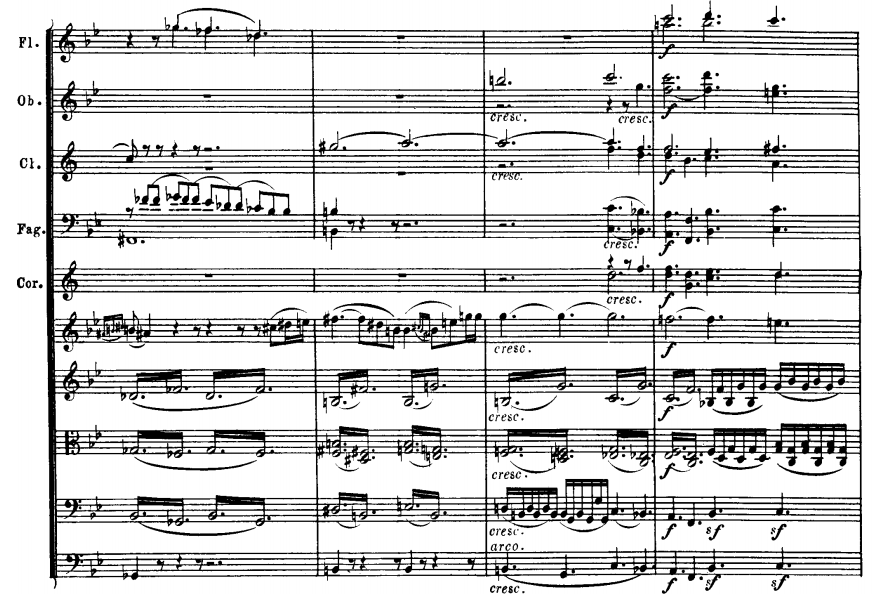 Fl.
f
Ob.
cresc. cresc. f
Cl.
cresc. f
Fag.
cresc. f
Cor.
cresc. f
cresc. f
cresc. f
cresc. f
cresc. f sf sf
arco.
cresc. f sf sf